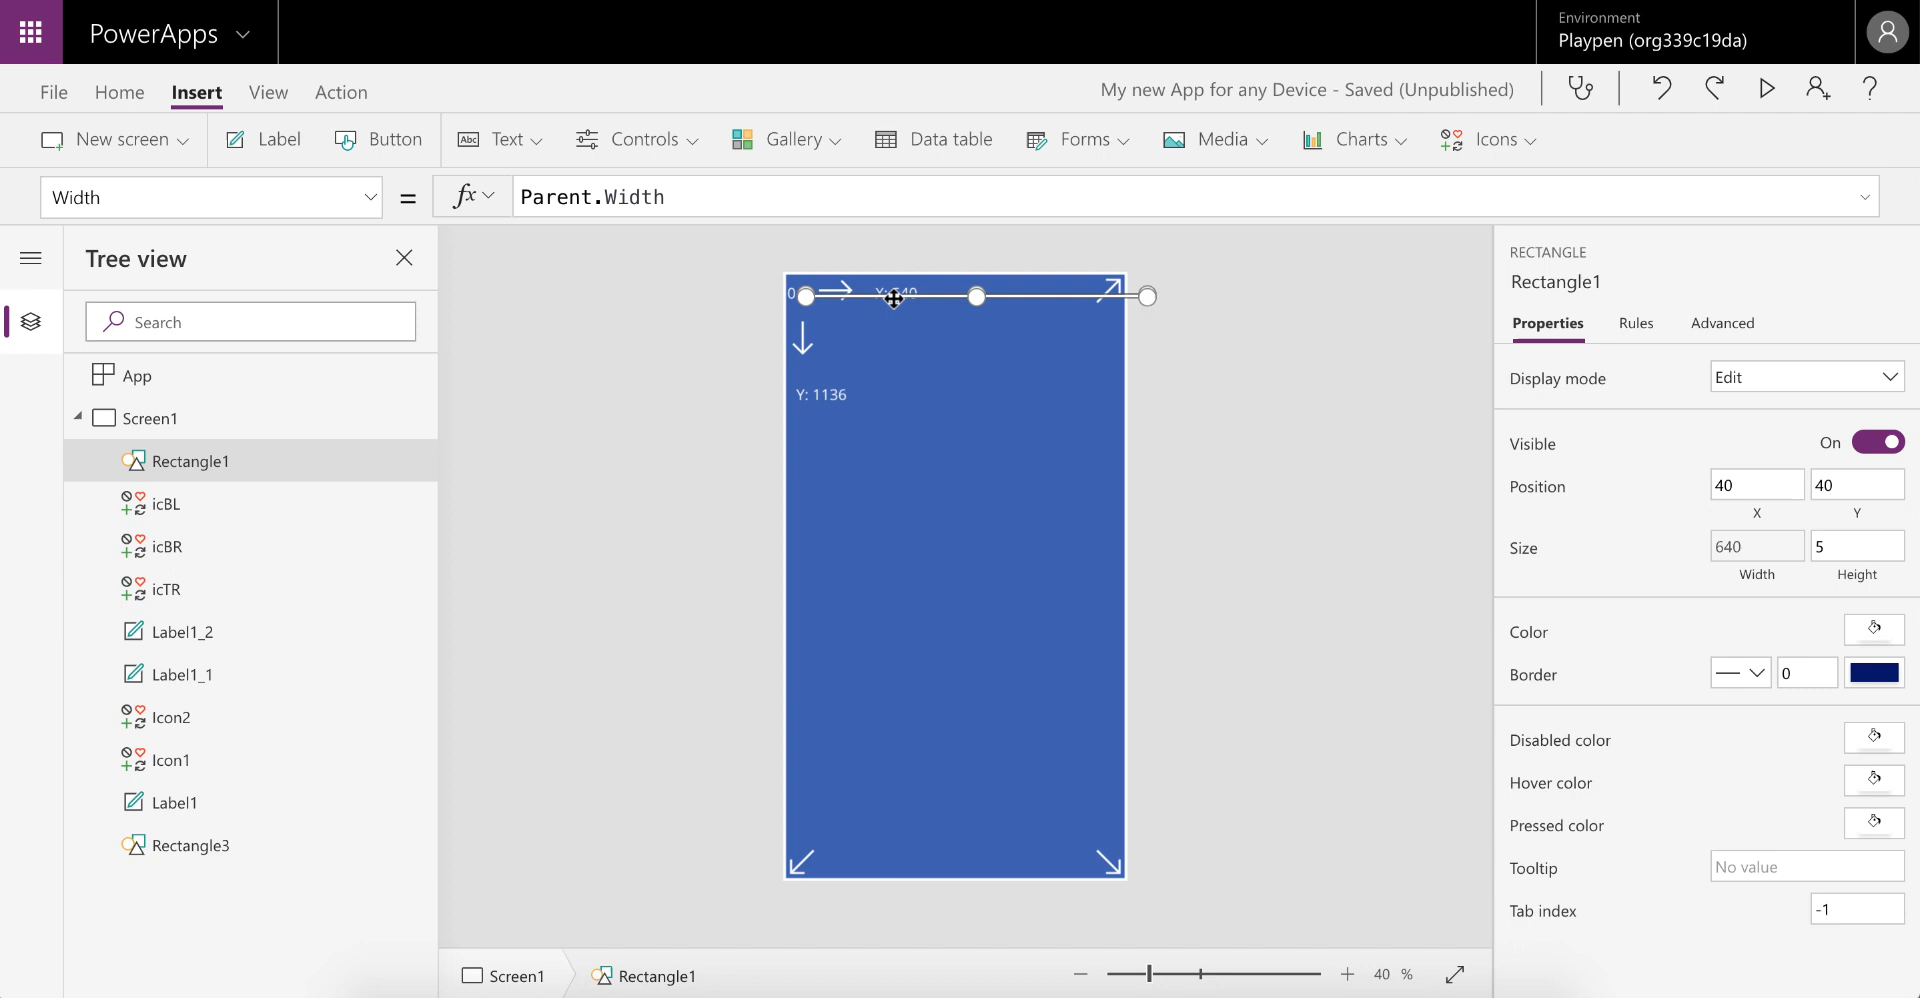 PowerApps
Environment
Playpen (org339c19da)
File Home Insert View Action
My new App for any Device - Saved (Unpublished)
New screen Label Button Abc Text Controls Gallery Data table Forms Media Charts Icons
Width = fx Parent.Width
Tree view
Search
App
Screen1
Rectangle1
icBL
icBR
icTR
Label1_2
Label1_1
Icon2
Icon1
Label1
Rectangle3
0 X: 640
Y: 1136
Screen1 Rectangle1
40 %
RECTANGLE
Rectangle1
Properties Rules Advanced
Display mode Edit
Visible On
Position 40 40
X Y
Size 640 5
Width Height
Color
Border 0
Disabled color
Hover color
Pressed color
Tooltip No value
Tab index -1